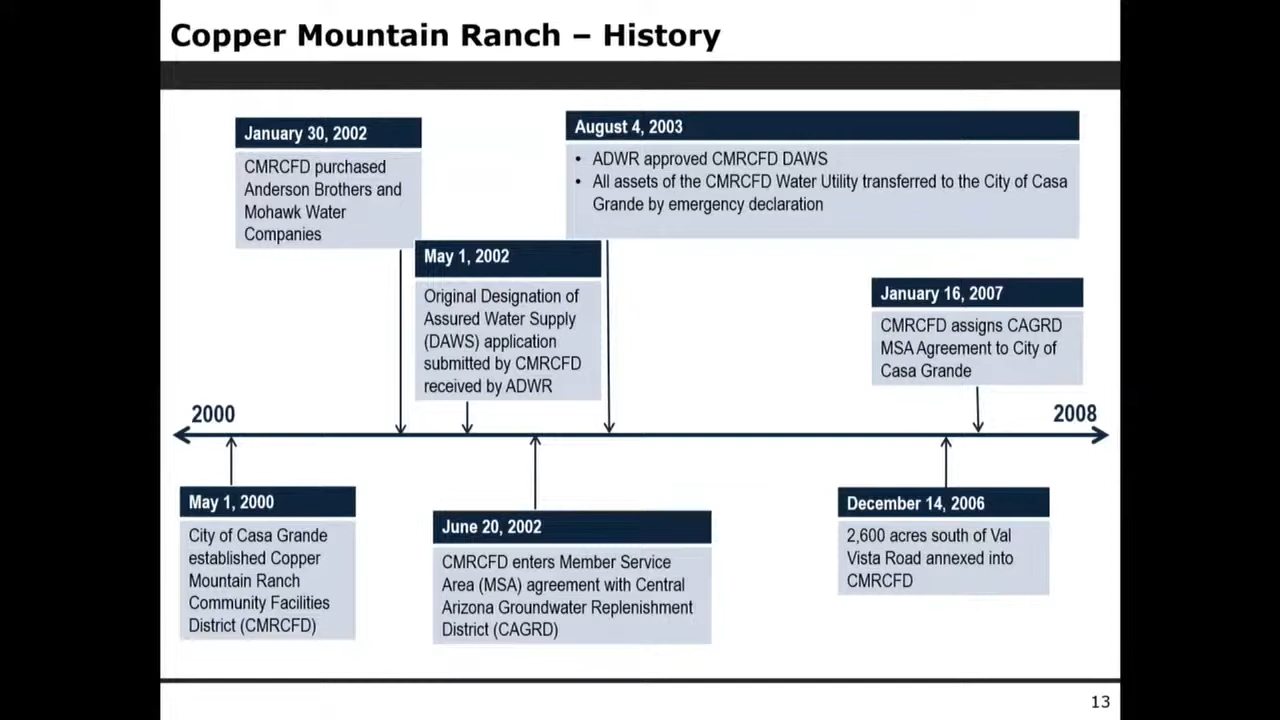 Copper Mountain Ranch – History
January 30, 2002
CMRCFD purchased
Anderson Brothers and
Mohawk Water
Companies
August 4, 2003
• ADWR approved CMRCFD DAWS
• All assets of the CMRCFD Water Utility transferred to the City of Casa
Grande by emergency declaration
May 1, 2002
Original Designation of
Assured Water Supply
(DAWS) application
submitted by CMRCFD
received by ADWR
January 16, 2007
CMRCFD assigns CAGRD
MSA Agreement to City of
Casa Grande
2000
2008
May 1, 2000
City of Casa Grande
established Copper
Mountain Ranch
Community Facilities
District (CMRCFD)
June 20, 2002
CMRCFD enters Member Service
Area (MSA) agreement with Central
Arizona Groundwater Replenishment
District (CAGRD)
December 14, 2006
2,600 acres south of Val
Vista Road annexed into
CMRCFD
13